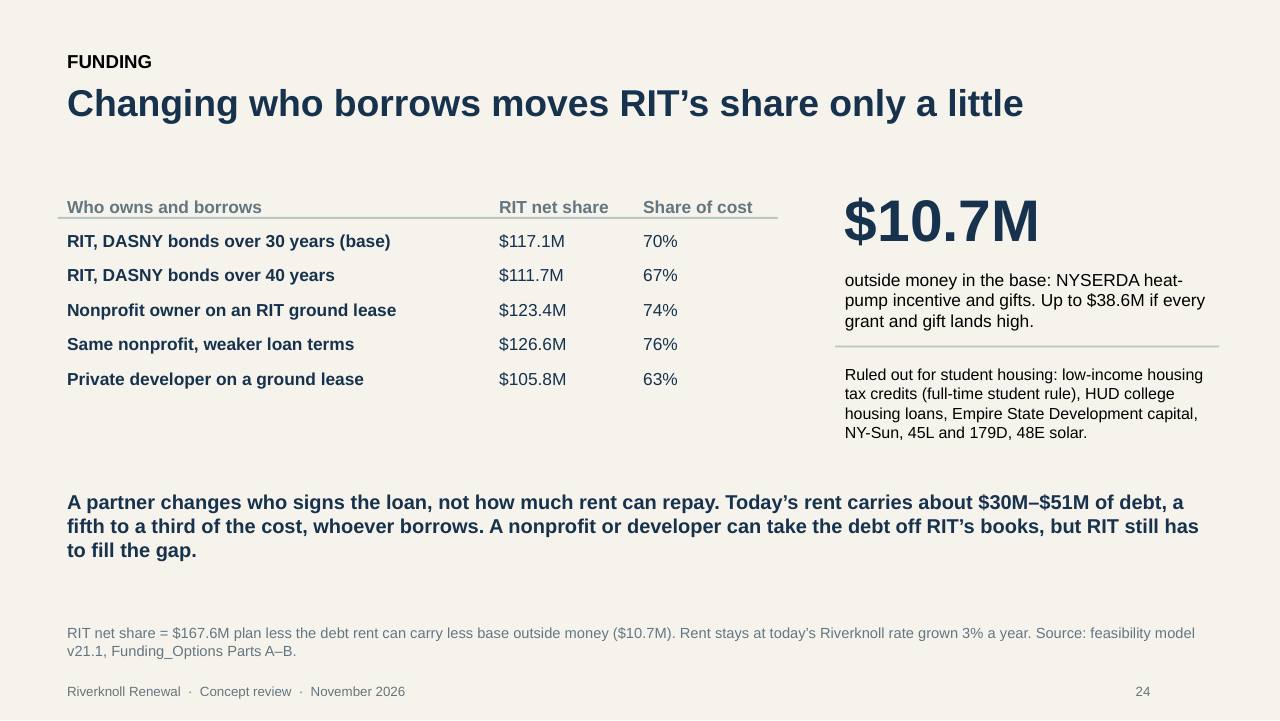 FUNDING
Changing who borrows moves RIT’s share only a little
Who owns and borrows RIT net share Share of cost
RIT, DASNY bonds over 30 years (base) $117.1M 70%
RIT, DASNY bonds over 40 years $111.7M 67%
Nonprofit owner on an RIT ground lease $123.4M 74%
Same nonprofit, weaker loan terms $126.6M 76%
Private developer on a ground lease $105.8M 63%
$10.7M
outside money in the base: NYSERDA heat-
pump incentive and gifts. Up to $38.6M if every
grant and gift lands high.
Ruled out for student housing: low-income housing
tax credits (full-time student rule), HUD college
housing loans, Empire State Development capital,
NY-Sun, 45L and 179D, 48E solar.
A partner changes who signs the loan, not how much rent can repay. Today’s rent carries about $30M–$51M of debt, a
fifth to a third of the cost, whoever borrows. A nonprofit or developer can take the debt off RIT’s books, but RIT still has
to fill the gap.
RIT net share = $167.6M plan less the debt rent can carry less base outside money ($10.7M). Rent stays at today’s Riverknoll rate grown 3% a year. Source: feasibility model
v21.1, Funding_Options Parts A–B.
Riverknoll Renewal · Concept review · November 2026 24